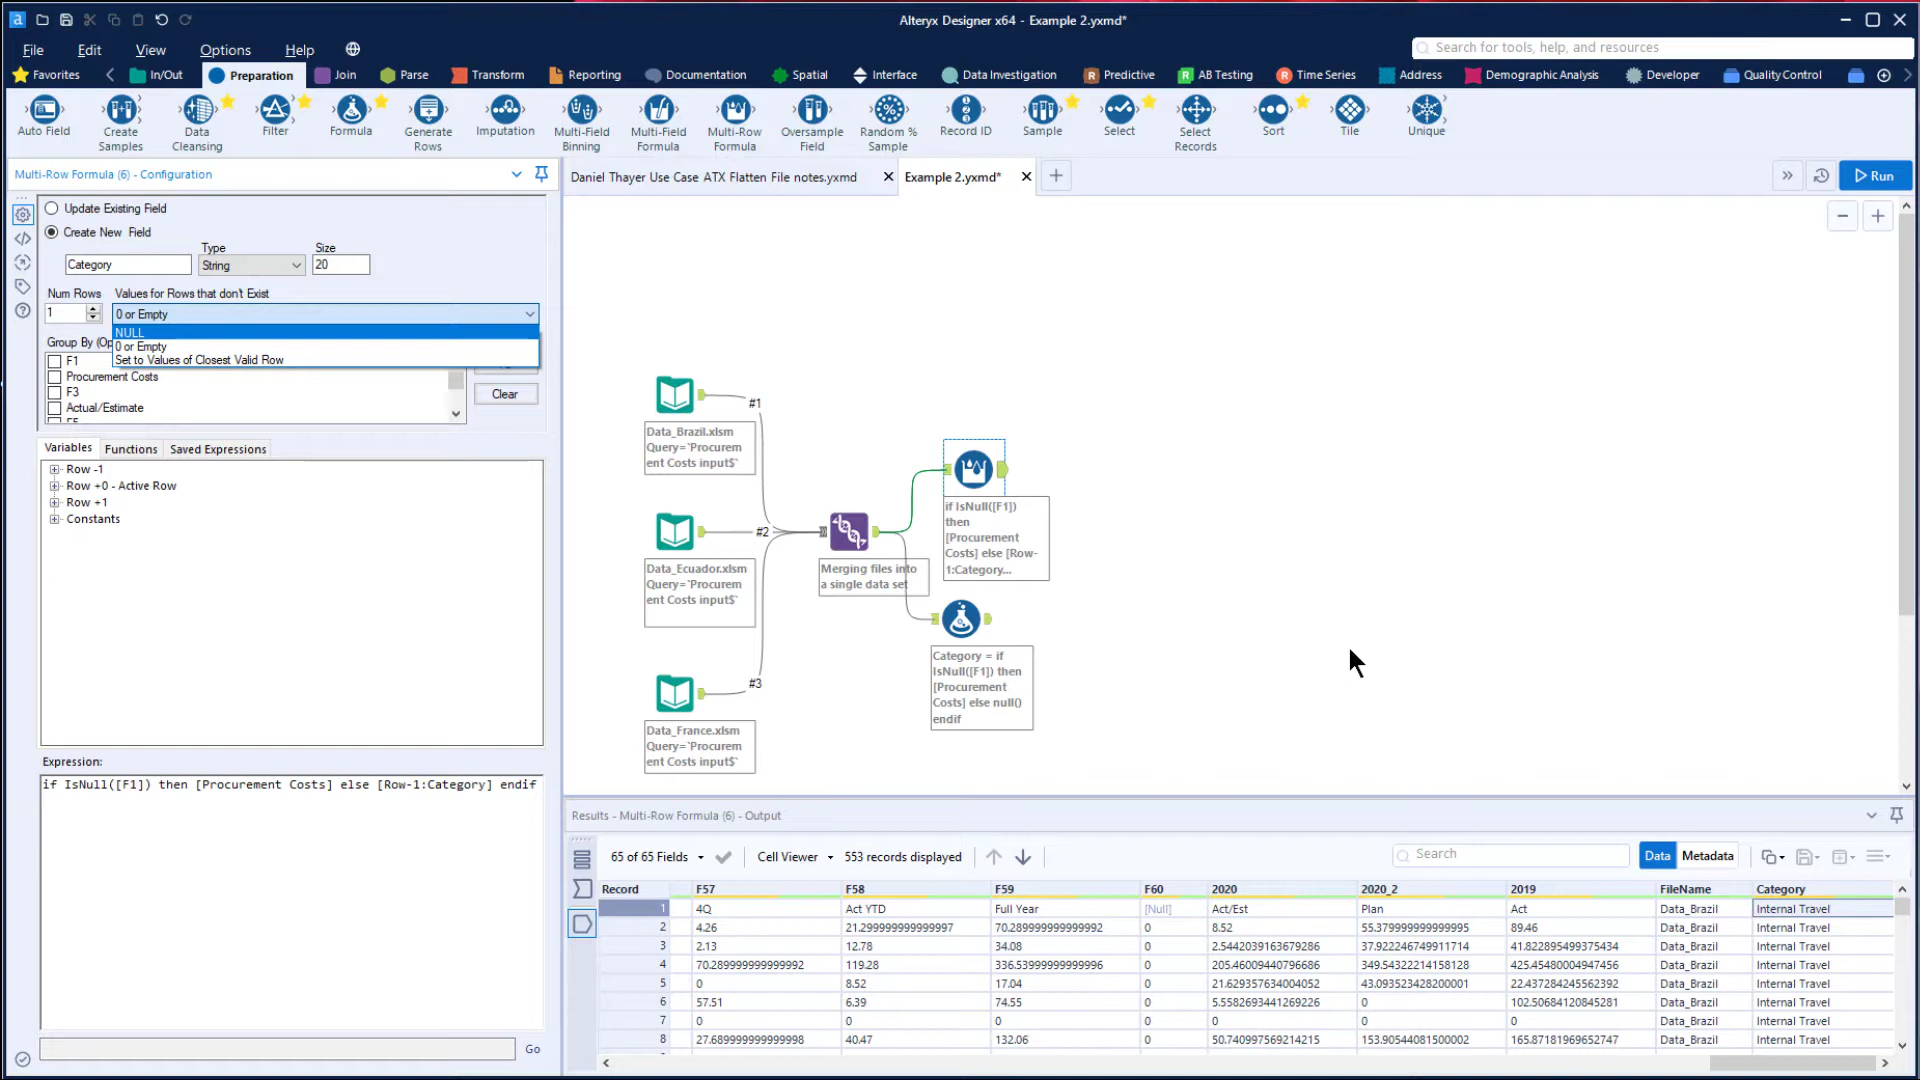 Alteryx Designer x64 - Example 2.yxmd*
File Edit View Options Help
Search for tools, help, and resources
Favorites In/Out Preparation Join Parse Transform Reporting Documentation Spatial Interface Data Investigation Predictive AB Testing Time Series Address Demographic Analysis Developer Quality Control
Auto Field
Create Samples
Data Cleansing
Filter
Formula
Generate Rows
Imputation
Multi-Field Binning
Multi-Field Formula
Multi-Row Formula
Oversample Field
Random % Sample
Record ID
Sample
Select
Select Records
Sort
Tile
Unique
Multi-Row Formula (6) - Configuration
Update Existing Field
Create New Field
Type Size
Category String 20
Num Rows Values for Rows that don't Exist
1 0 or Empty
NULL
0 or Empty
Set to Values of Closest Valid Row
Group By (Op
F1
Procurement Costs
F3
Actual/Estimate
Clear
Variables Functions Saved Expressions
Row -1
Row +0 - Active Row
Row +1
Constants
Expression:
if IsNull([F1]) then [Procurement Costs] else [Row-1:Category] endif
Go
Daniel Thayer Use Case ATX Flatten File notes.yxmd
Example 2.yxmd*
Run
#1
Data_Brazil.xlsm
Query=`Procurem
ent Costs input$`
#2
Data_Ecuador.xlsm
Query=`Procurem
ent Costs input$`
#3
Data_France.xlsm
Query=`Procurem
ent Costs input$`
Merging files into
a single data set
if IsNull([F1])
then
[Procurement
Costs] else [Row-
1:Category...
Category = if
IsNull([F1]) then
[Procurement
Costs] else null()
endif
Results - Multi-Row Formula (6) - Output
65 of 65 Fields Cell Viewer 553 records displayed Search Data Metadata
Record F57 F58 F59 F60 2020 2020_2 2019 FileName Category
1 4Q Act YTD Full Year [Null] Act/Est Plan Act Data_Brazil Internal Travel
2 4.26 21.299999999999997 70.289999999999992 0 8.52 55.379999999999995 89.46 Data_Brazil Internal Travel
3 2.13 12.78 34.08 0 2.5442039163679286 37.922246749911714 41.822895499375434 Data_Brazil Internal Travel
4 70.289999999999992 119.28 336.53999999999996 0 205.46009440796686 349.54322214158128 425.45480004947456 Data_Brazil Internal Travel
5 0 8.52 17.04 0 21.629357634004052 43.093523428200001 22.437284245562392 Data_Brazil Internal Travel
6 57.51 6.39 74.55 0 5.5582693441269226 0 102.50684120845281 Data_Brazil Internal Travel
7 0 0 0 0 0 0 0 Data_Brazil Internal Travel
8 27.689999999999998 40.47 132.06 0 50.740997569214215 153.90544081500002 165.87181969652747 Data_Brazil Internal Travel